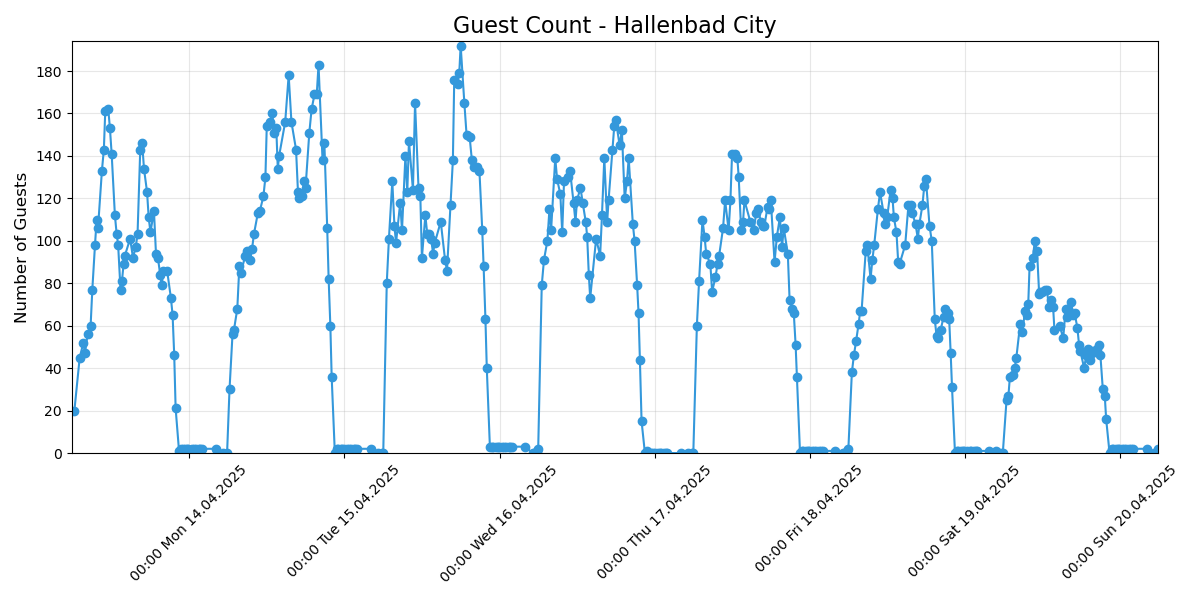 Guest Count - Hallenbad City
Number of Guests
180
160
140
120
100
80
60
40
20
0
00:00 Mon 14.04.2025
00:00 Tue 15.04.2025
00:00 Wed 16.04.2025
00:00 Thu 17.04.2025
00:00 Fri 18.04.2025
00:00 Sat 19.04.2025
00:00 Sun 20.04.2025